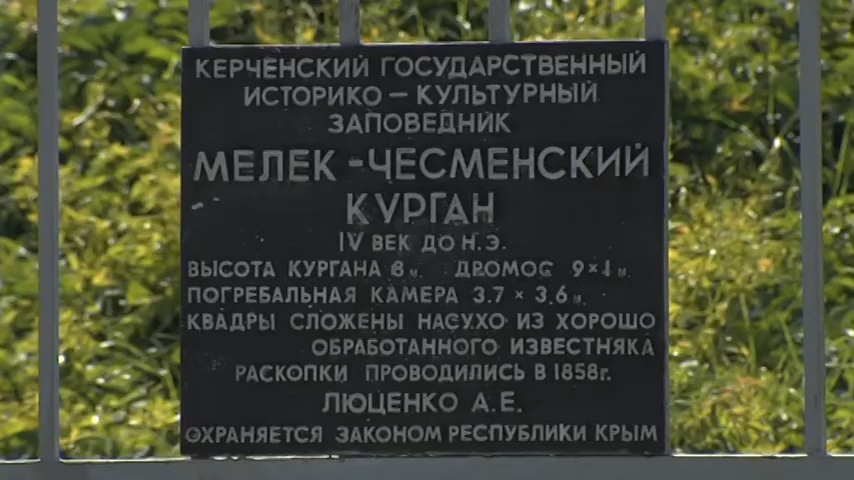 КЕРЧЕНСКИЙ ГОСУДАРСТВЕННЫЙ
ИСТОРИКО – КУЛЬТУРНЫЙ
ЗАПОВЕДНИК
МЕЛЕК -ЧЕСМЕНСКИЙ
КУРГАН
IV ВЕК ДО Н.Э.
ВЫСОТА КУРГАНА 8 м. ДРОМОС 9×1 м.
ПОГРЕБАЛЬНАЯ КАМЕРА 3.7 × 3.6 м.
КВАДРЫ СЛОЖЕНЫ НАСУХО ИЗ ХОРОШО
ОБРАБОТАННОГО ИЗВЕСТНЯКА
РАСКОПКИ ПРОВОДИЛИСЬ В 1858г.
ЛЮЦЕНКО А.Е.
ОХРАНЯЕТСЯ ЗАКОНОМ РЕСПУБЛИКИ КРЫМ